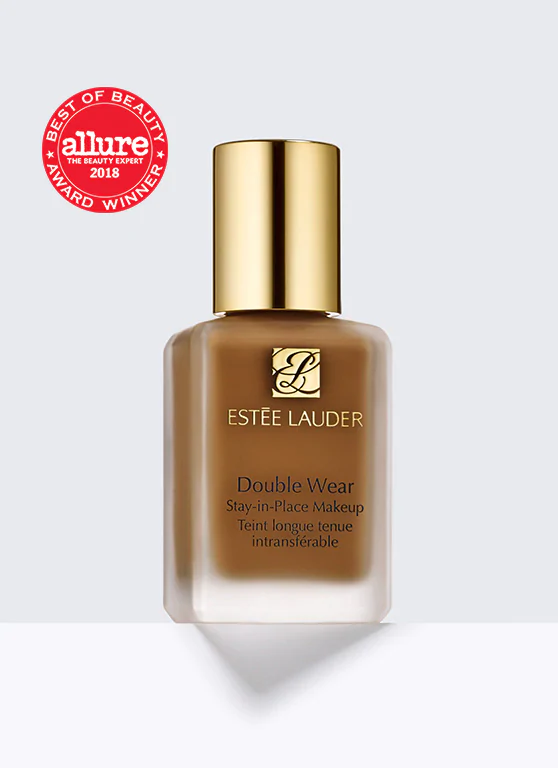 BEST OF BEAUTY
allure
THE BEAUTY EXPERT
2018
AWARD WINNER
EL
ESTĒE LAUDER
Double Wear
Stay-in-Place Makeup
Teint longue tenue
intransférable